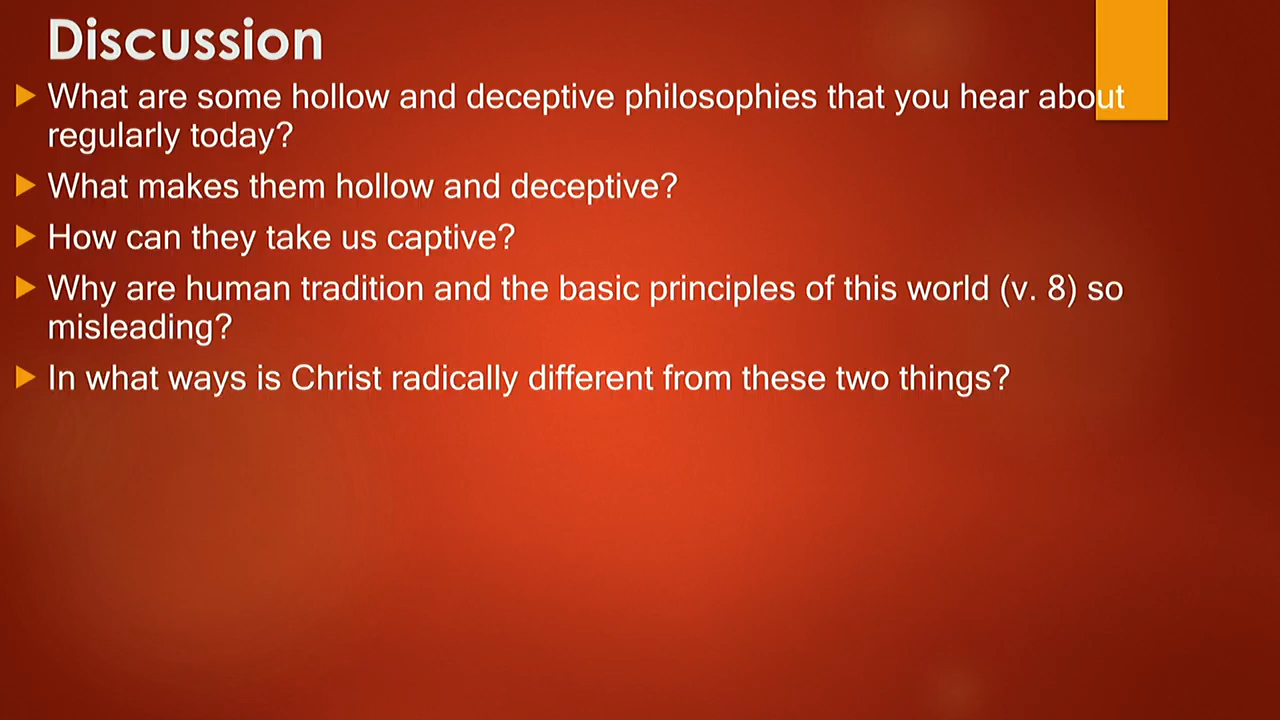 Discussion
What are some hollow and deceptive philosophies that you hear about
regularly today?
What makes them hollow and deceptive?
How can they take us captive?
Why are human tradition and the basic principles of this world (v. 8) so
misleading?
In what ways is Christ radically different from these two things?